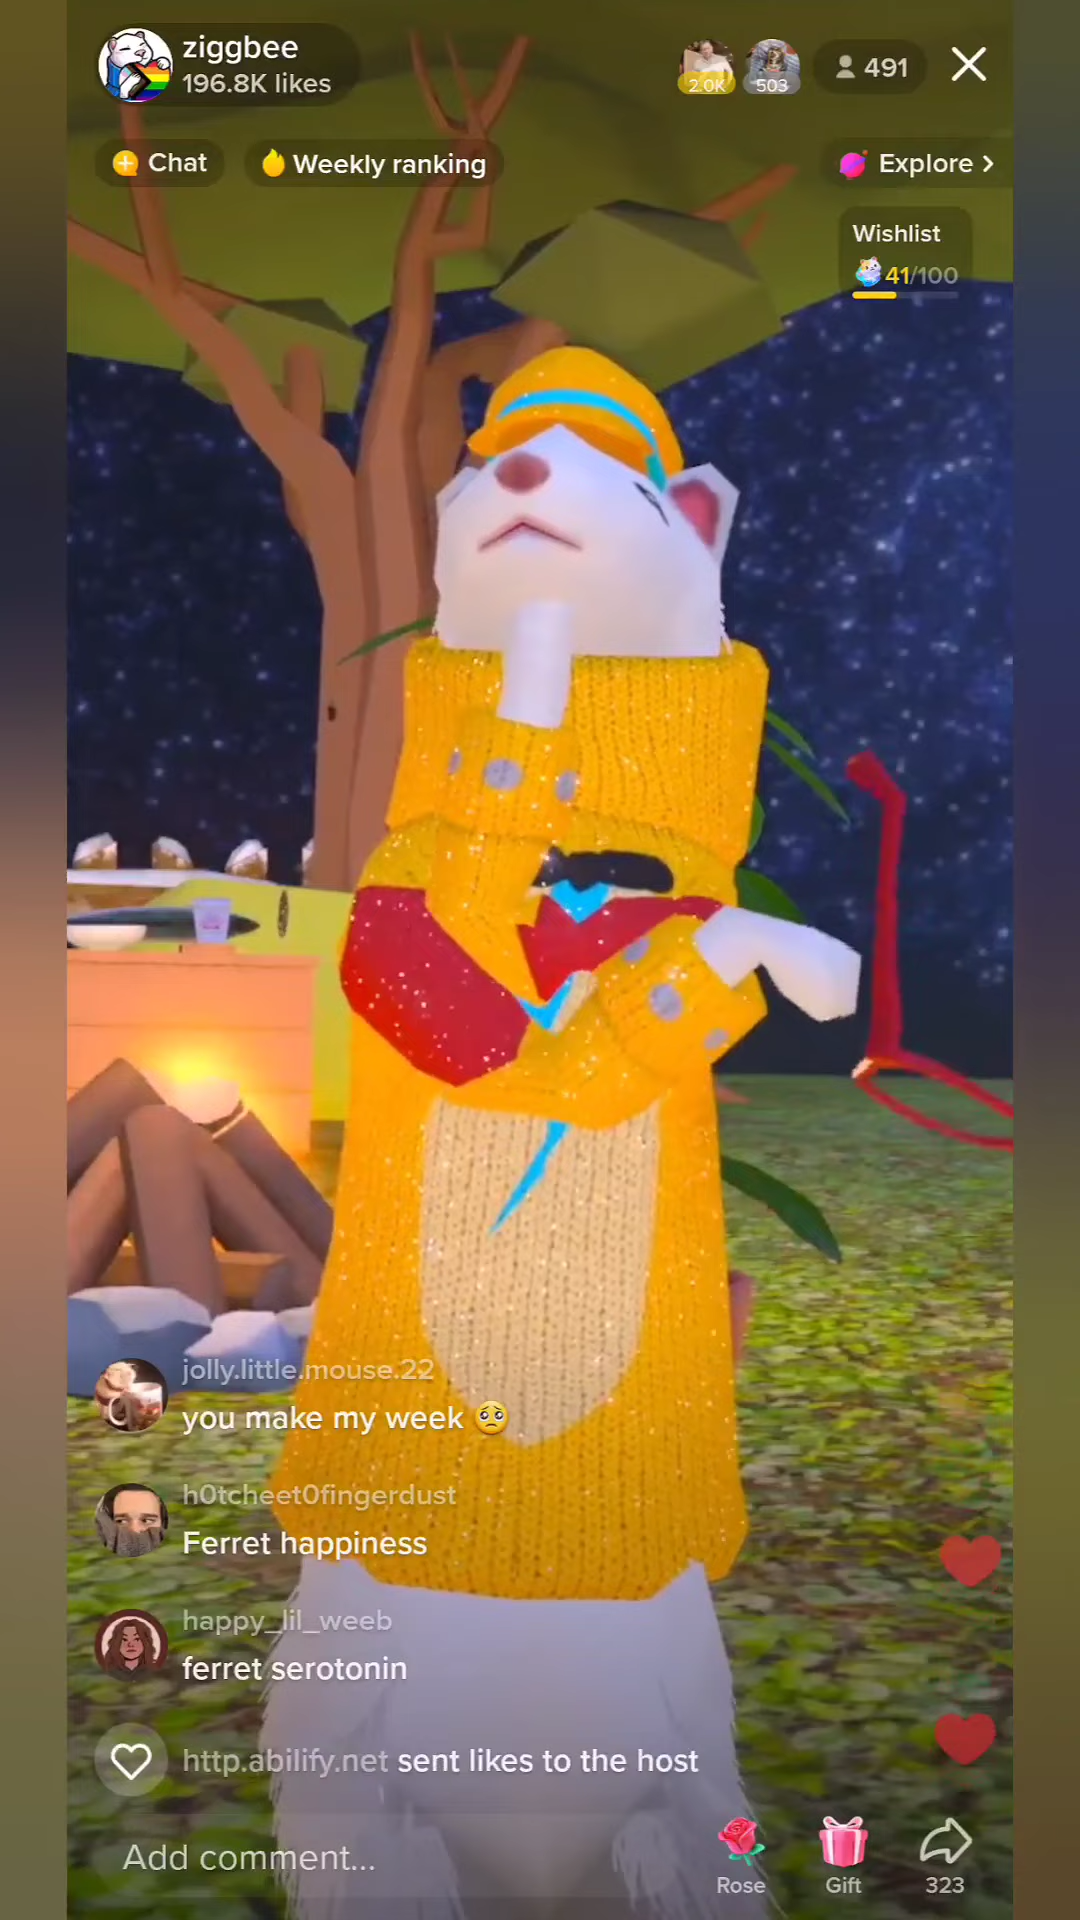 ziggbee
196.8K likes
2.0K
503
491
Chat
Weekly ranking
Explore >
Wishlist
41/100
jolly.little.mouse.22
you make my week 🥺
h0tcheet0fingerdust
Ferret happiness
happy_lil_weeb
ferret serotonin
http.abilify.net sent likes to the host
Add comment...
Rose
Gift
323